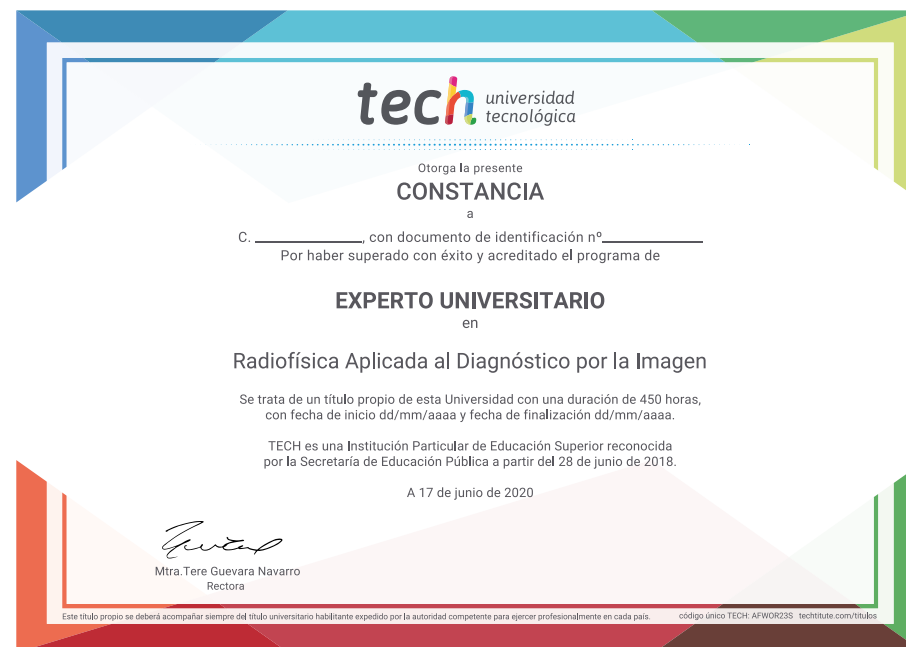 tech universidad
tecnológica
Otorga la presente
CONSTANCIA
a
C. ____________, con documento de identificación nº____________
Por haber superado con éxito y acreditado el programa de
EXPERTO UNIVERSITARIO
en
Radiofísica Aplicada al Diagnóstico por la Imagen
Se trata de un título propio de esta Universidad con una duración de 450 horas,
con fecha de inicio dd/mm/aaaa y fecha de finalización dd/mm/aaaa.
TECH es una Institución Particular de Educación Superior reconocida
por la Secretaría de Educación Pública a partir del 28 de junio de 2018.
A 17 de junio de 2020
Mtra.Tere Guevara Navarro
Rectora
Este título propio se deberá acompañar siempre del título universitario habilitante expedido por la autoridad competente para ejercer profesionalmente en cada país. código único TECH: AFWOR23S techtitute.com/titulos